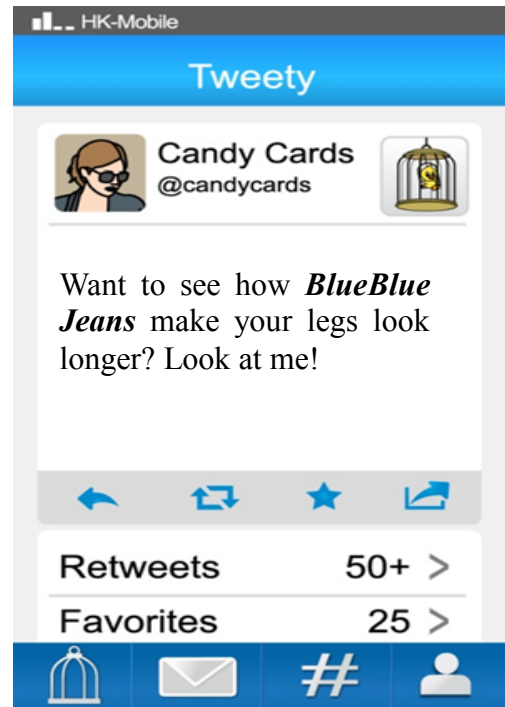 HK-Mobile
Tweety
Candy Cards
@candycards
Want to see how BlueBlue
Jeans make your legs look
longer? Look at me!
Retweets 50+ >
Favorites 25 >
#